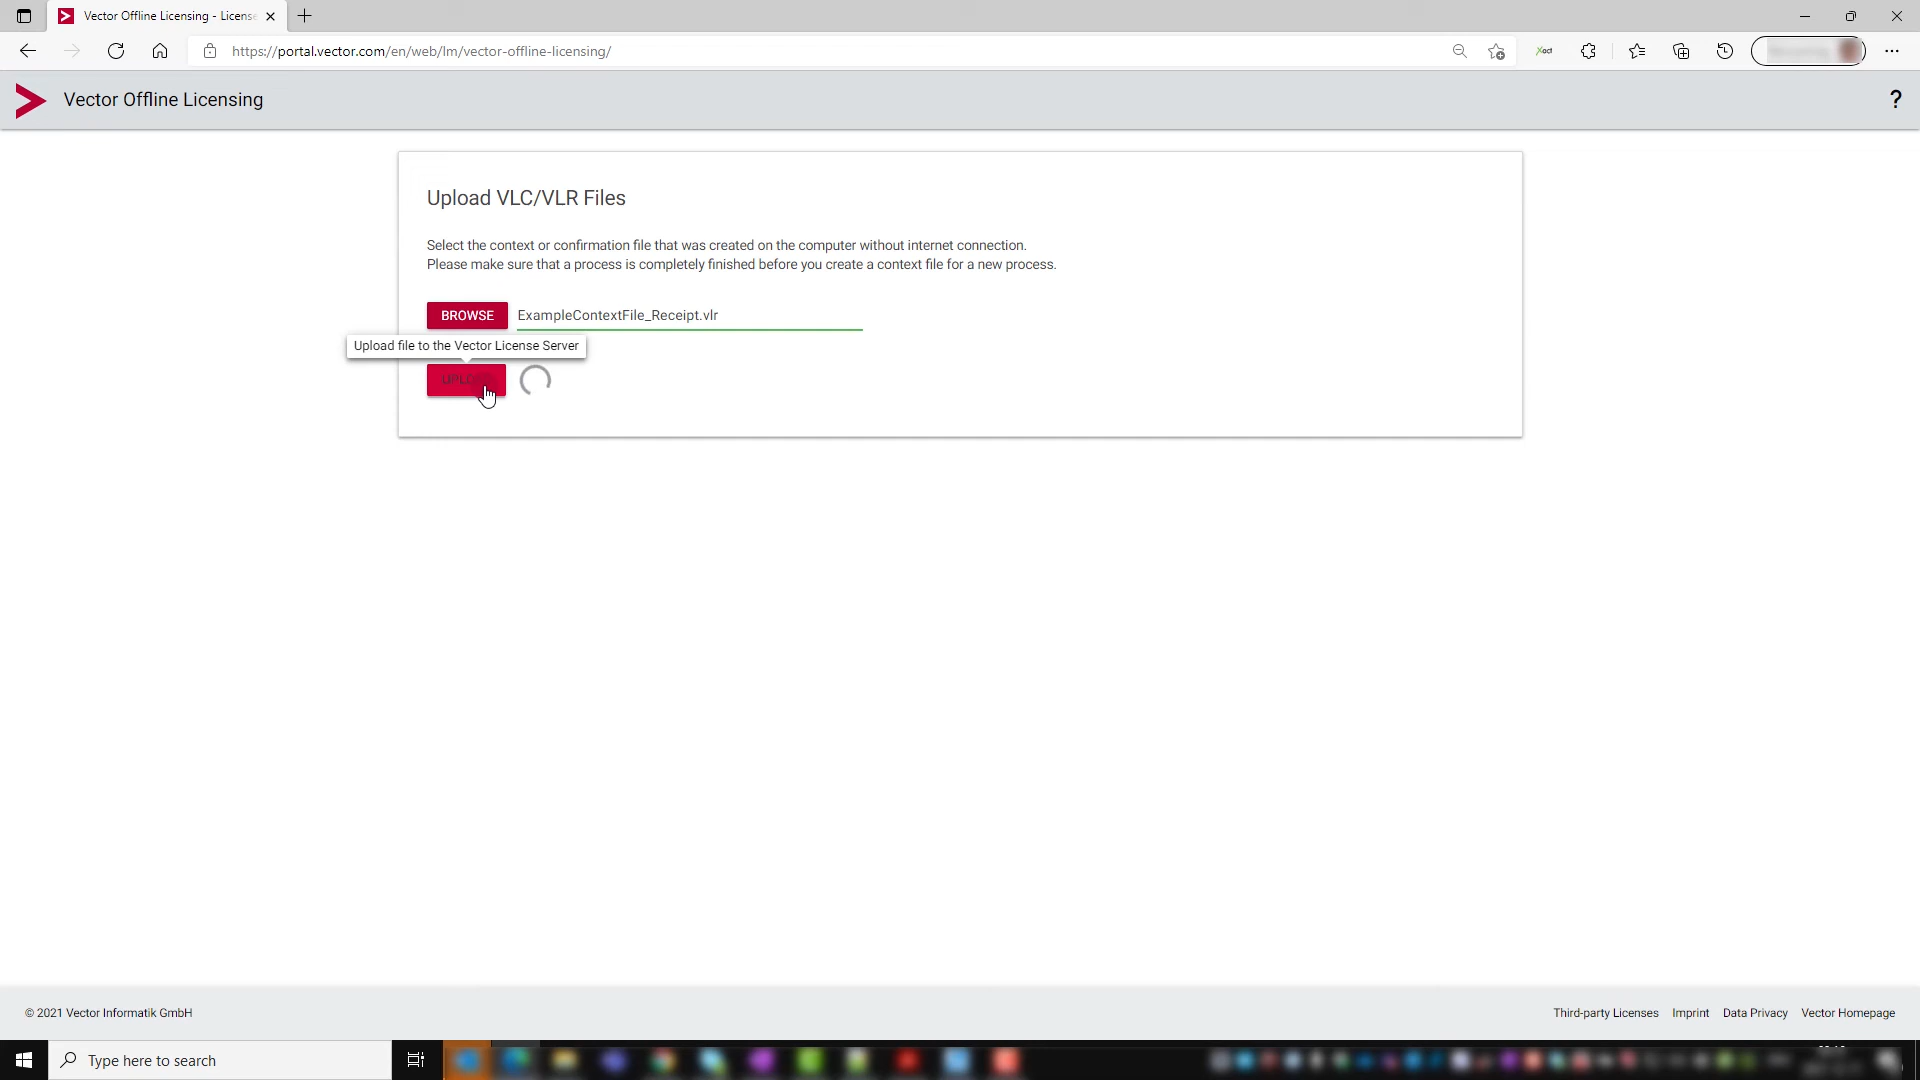 Vector Offline Licensing - License
https://portal.vector.com/en/web/lm/vector-offline-licensing/
Xact
Vector Offline Licensing
?
Upload VLC/VLR Files
Select the context or confirmation file that was created on the computer without internet connection.
Please make sure that a process is completely finished before you create a context file for a new process.
BROWSE
ExampleContextFile_Receipt.vlr
Upload file to the Vector License Server
© 2021 Vector Informatik GmbH
Third-party Licenses
Imprint
Data Privacy
Vector Homepage
Type here to search